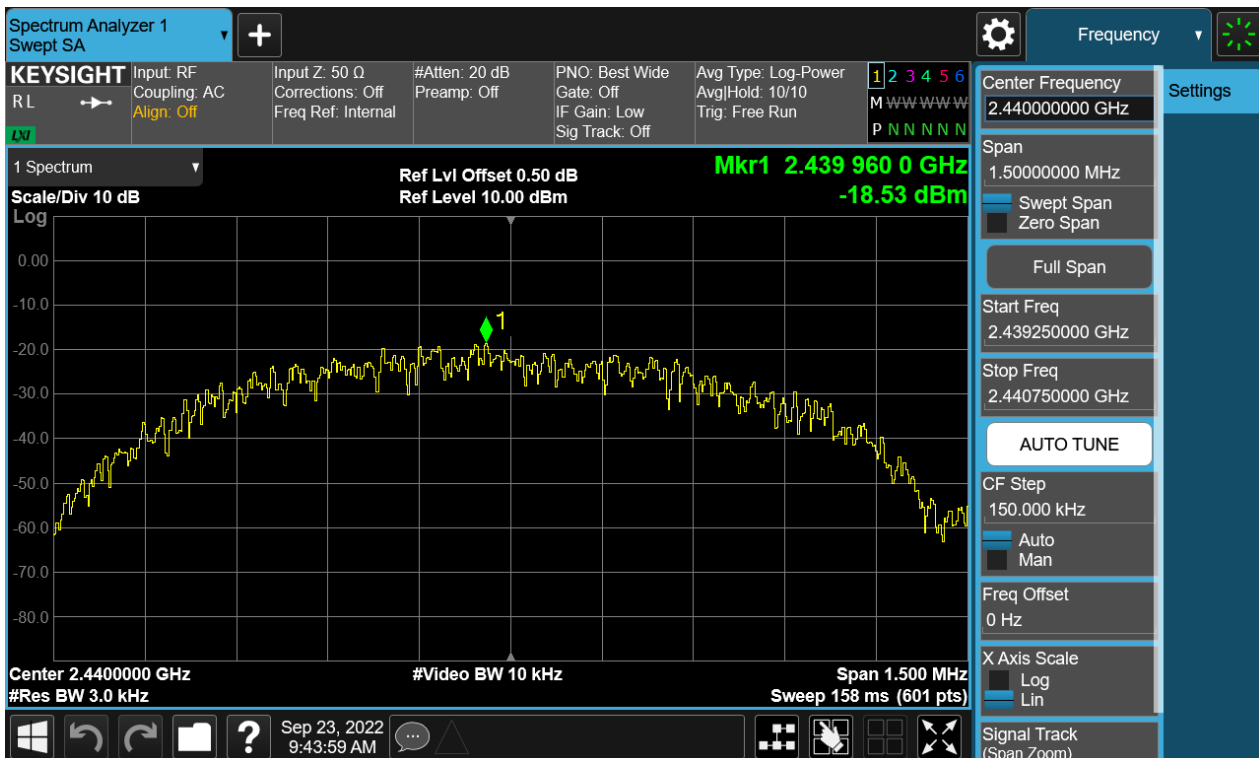 Spectrum Analyzer 1
Swept SA
+
Frequency
KEYSIGHT
R L
LXI
Input: RF
Coupling: AC
Align: Off
Input Z: 50 Ω
Corrections: Off
Freq Ref: Internal
#Atten: 20 dB
Preamp: Off
PNO: Best Wide
Gate: Off
IF Gain: Low
Sig Track: Off
Avg Type: Log-Power
Avg|Hold: 10/10
Trig: Free Run
1 2 3 4 5 6
M W W W W W
P N N N N N
1 Spectrum
Scale/Div 10 dB
Log
Ref Lvl Offset 0.50 dB
Ref Level 10.00 dBm
Mkr1 2.439 960 0 GHz
-18.53 dBm
1
0.00
-10.0
-20.0
-30.0
-40.0
-50.0
-60.0
-70.0
-80.0
Center 2.4400000 GHz
#Res BW 3.0 kHz
#Video BW 10 kHz
Span 1.500 MHz
Sweep 158 ms (601 pts)
?
Sep 23, 2022
9:43:59 AM
Settings
Center Frequency
2.440000000 GHz
Span
1.50000000 MHz
Swept Span
Zero Span
Full Span
Start Freq
2.439250000 GHz
Stop Freq
2.440750000 GHz
AUTO TUNE
CF Step
150.000 kHz
Auto
Man
Freq Offset
0 Hz
X Axis Scale
Log
Lin
Signal Track
(Span Zoom)